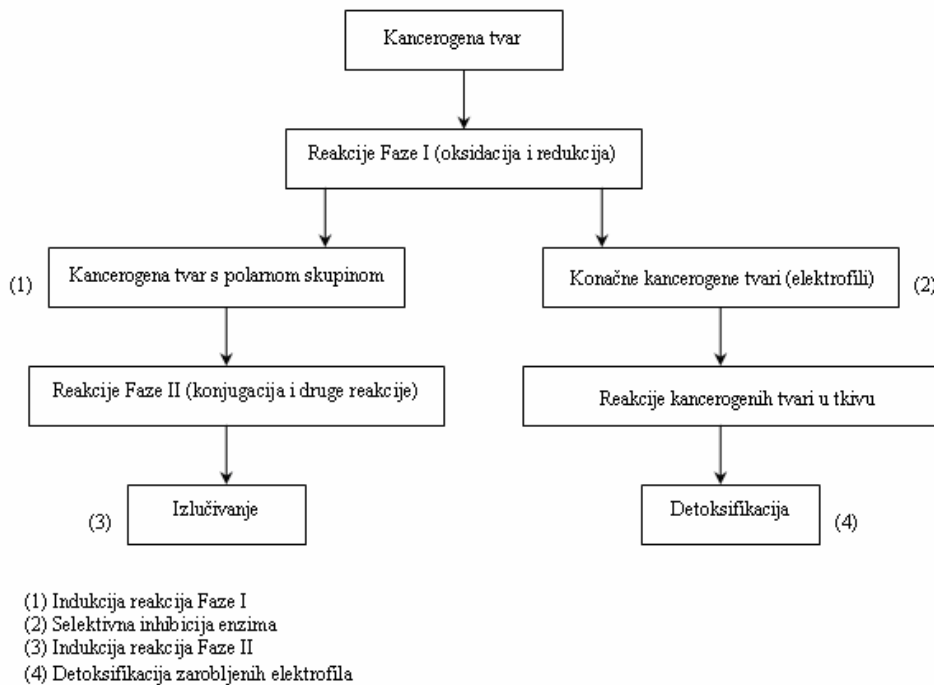 Kancerogena tvar
Reakcije Faze I (oksidacija i redukcija)
(1)
Kancerogena tvar s polarnom skupinom
Konačne kancerogene tvari (elektrofili)
(2)
Reakcije Faze II (konjugacija i druge reakcije)
Reakcije kancerogenih tvari u tkivu
(3)
Izlučivanje
Detoksifikacija
(4)
(1) Indukcija reakcija Faze I
(2) Selektivna inhibicija enzima
(3) Indukcija reakcija Faze II
(4) Detoksifikacija zarobljenih elektrofila